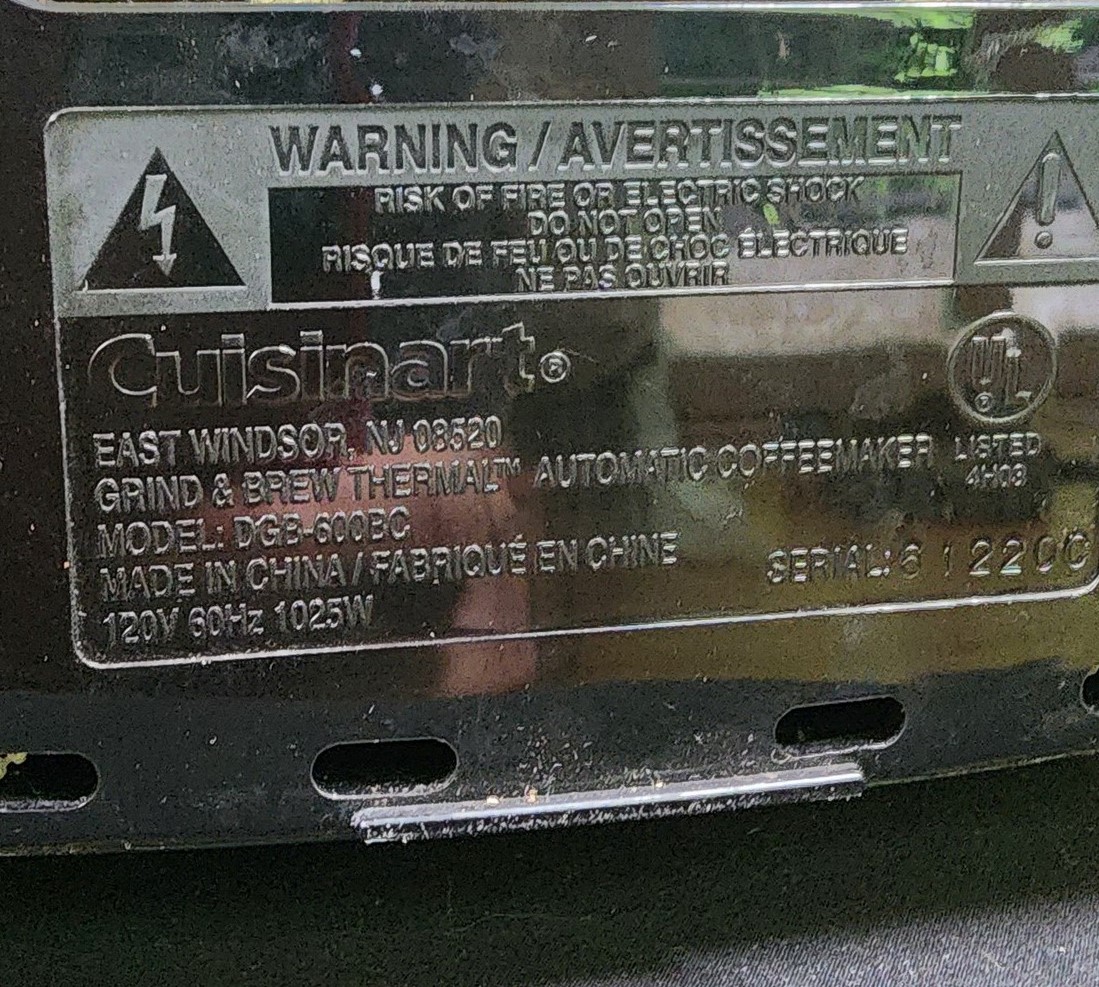 WARNING / AVERTISSEMENT
RISK OF FIRE OR ELECTRIC SHOCK
DO NOT OPEN
RISQUE DE FEU OU DE CHOC ÉLECTRIQUE
NE PAS OUVRIR
Cuisinart®
UL®
EAST WINDSOR, NJ 08520
GRIND & BREW THERMAL™ AUTOMATIC COFFEEMAKER LISTED
4H03
MODEL: DGB-600BC
MADE IN CHINA / FABRIQUÉ EN CHINE
SERIAL: 61220C
120V 60Hz 1025W